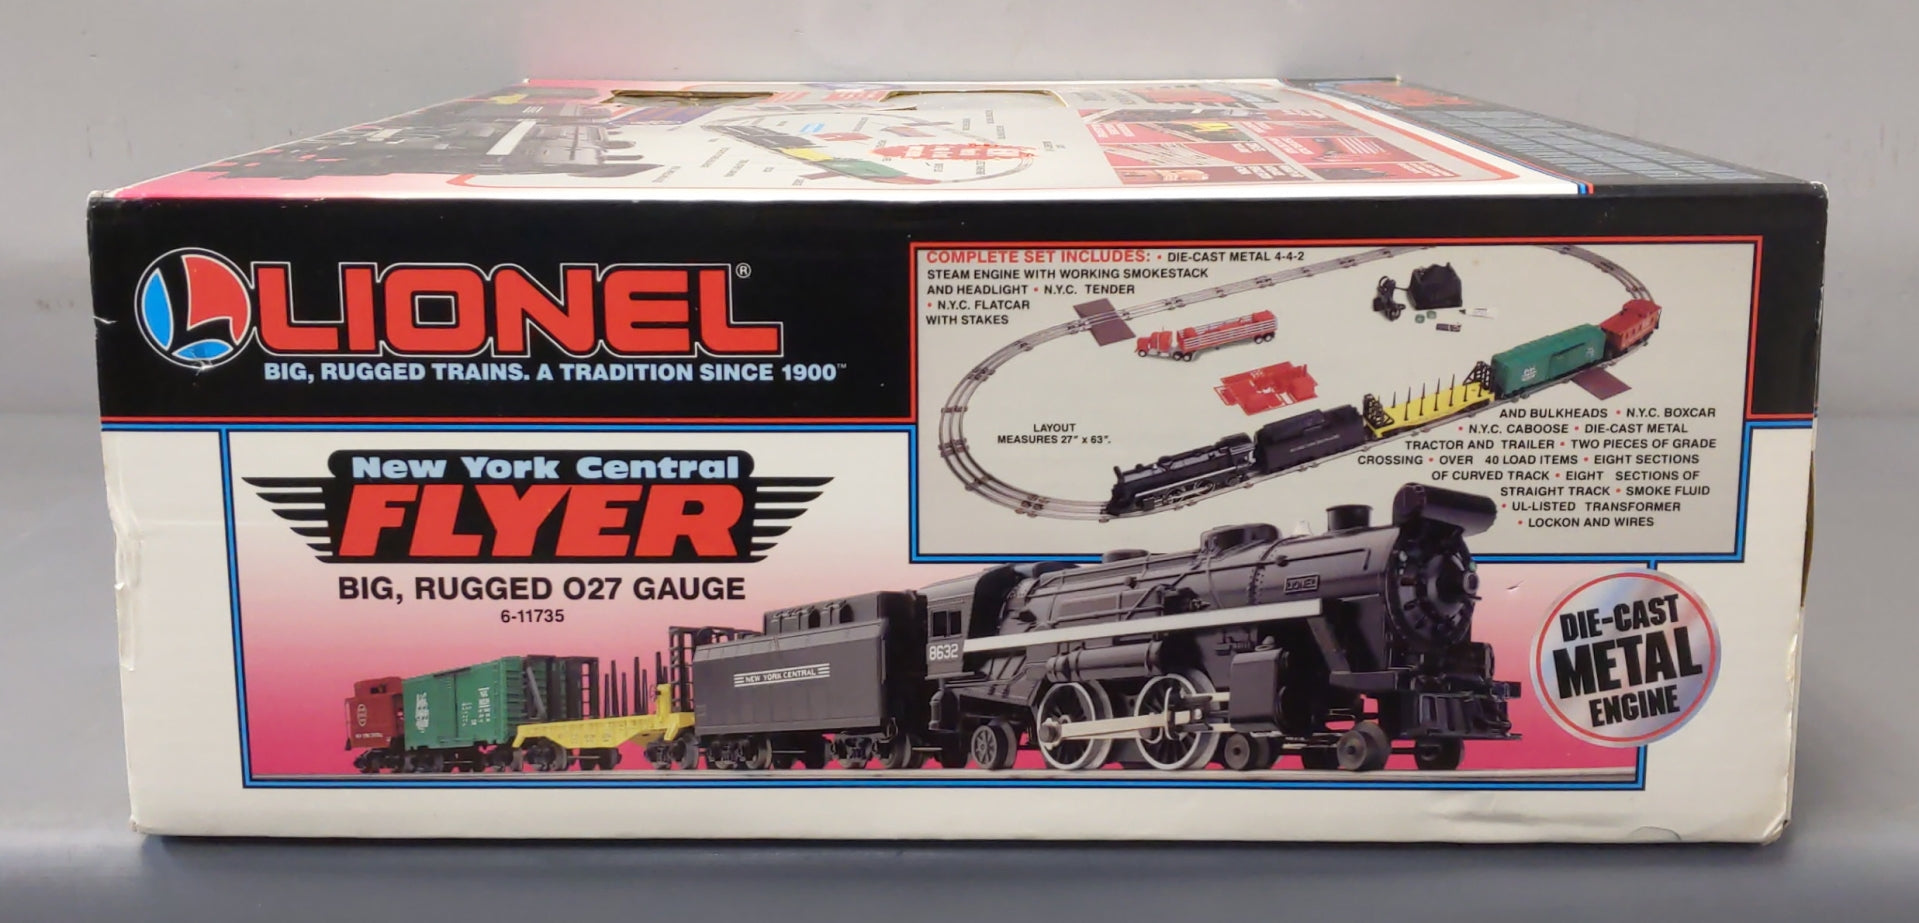 LIONEL®
BIG, RUGGED TRAINS. A TRADITION SINCE 1900™
COMPLETE SET INCLUDES: • DIE-CAST METAL 4-4-2
STEAM ENGINE WITH WORKING SMOKESTACK
AND HEADLIGHT • N.Y.C. TENDER
• N.Y.C. FLATCAR
WITH STAKES
LAYOUT
MEASURES 27" x 63".
AND BULKHEADS • N.Y.C. BOXCAR
• N.Y.C. CABOOSE • DIE-CAST METAL
TRACTOR AND TRAILER • TWO PIECES OF GRADE
CROSSING • OVER 40 LOAD ITEMS • EIGHT SECTIONS
OF CURVED TRACK • EIGHT SECTIONS OF
STRAIGHT TRACK • SMOKE FLUID
• UL-LISTED TRANSFORMER
• LOCKON AND WIRES
New York Central
FLYER
BIG, RUGGED O27 GAUGE
6-11735
NEW YORK CENTRAL
8632
LIONEL
DIE-CAST
METAL
ENGINE